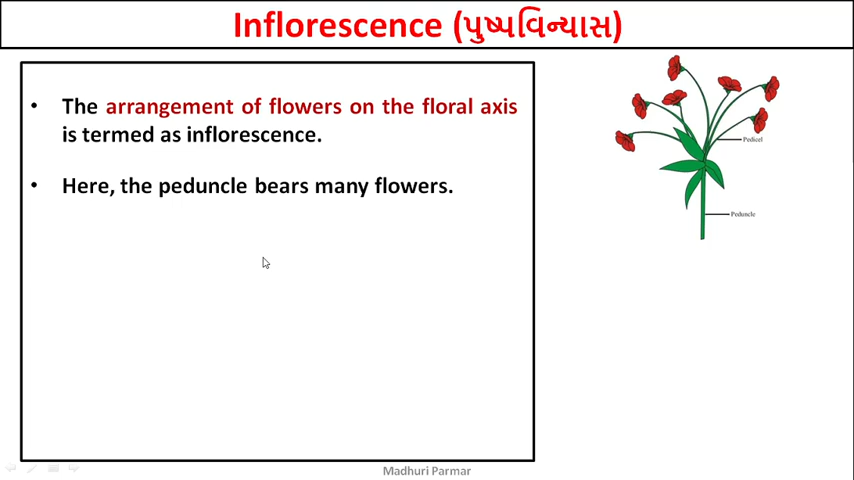 Inflorescence (પુષ્પવિન્યાસ)
• The arrangement of flowers on the floral axis
is termed as inflorescence.
• Here, the peduncle bears many flowers.
Pedicel
Peduncle
Madhuri Parmar